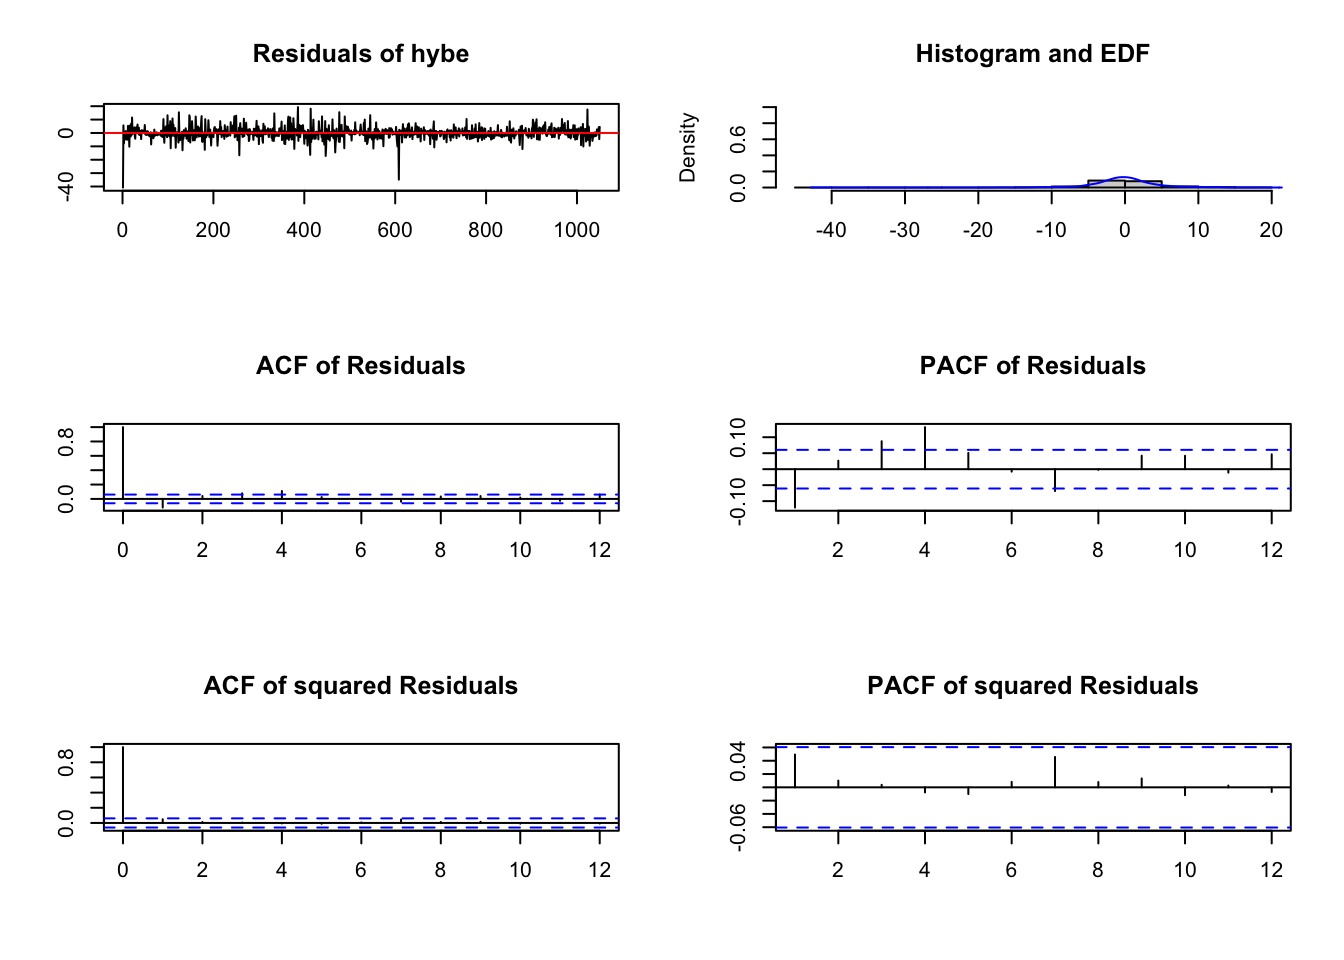 Residuals of hybe
0
-40
0 200 400 600 800 1000
Histogram and EDF
Density
0.6
0.0
-40 -30 -20 -10 0 10 20
ACF of Residuals
0.8
0.0
0 2 4 6 8 10 12
PACF of Residuals
0.10
-0.10
2 4 6 8 10 12
ACF of squared Residuals
0.8
0.0
0 2 4 6 8 10 12
PACF of squared Residuals
0.04
-0.06
2 4 6 8 10 12